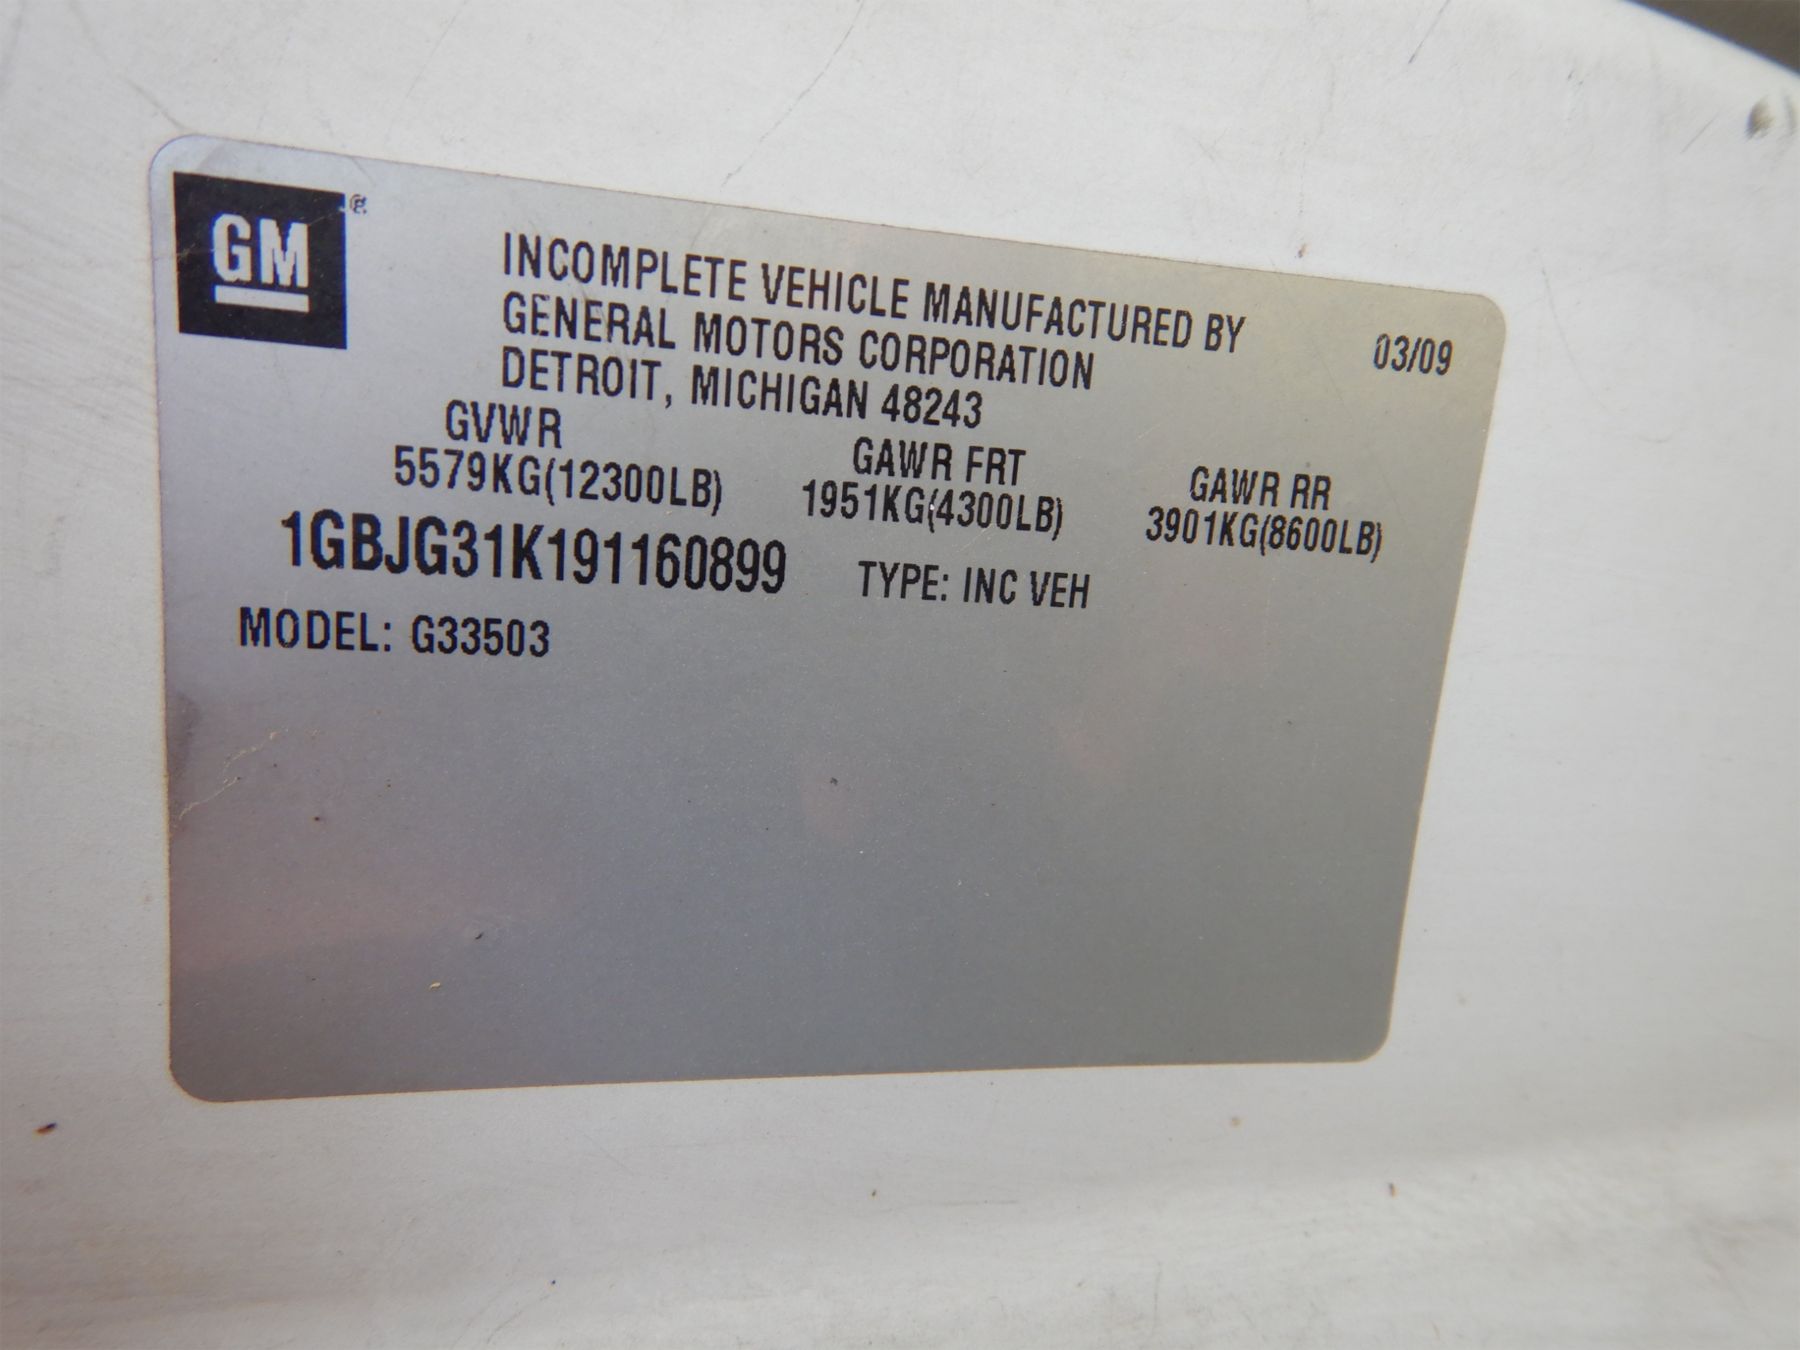 GM®
INCOMPLETE VEHICLE MANUFACTURED BY
GENERAL MOTORS CORPORATION
DETROIT, MICHIGAN 48243
03/09
GVWR
5579KG(12300LB)
GAWR FRT
1951KG(4300LB)
GAWR RR
3901KG(8600LB)
1GBJG31K191160899
TYPE: INC VEH
MODEL: G33503